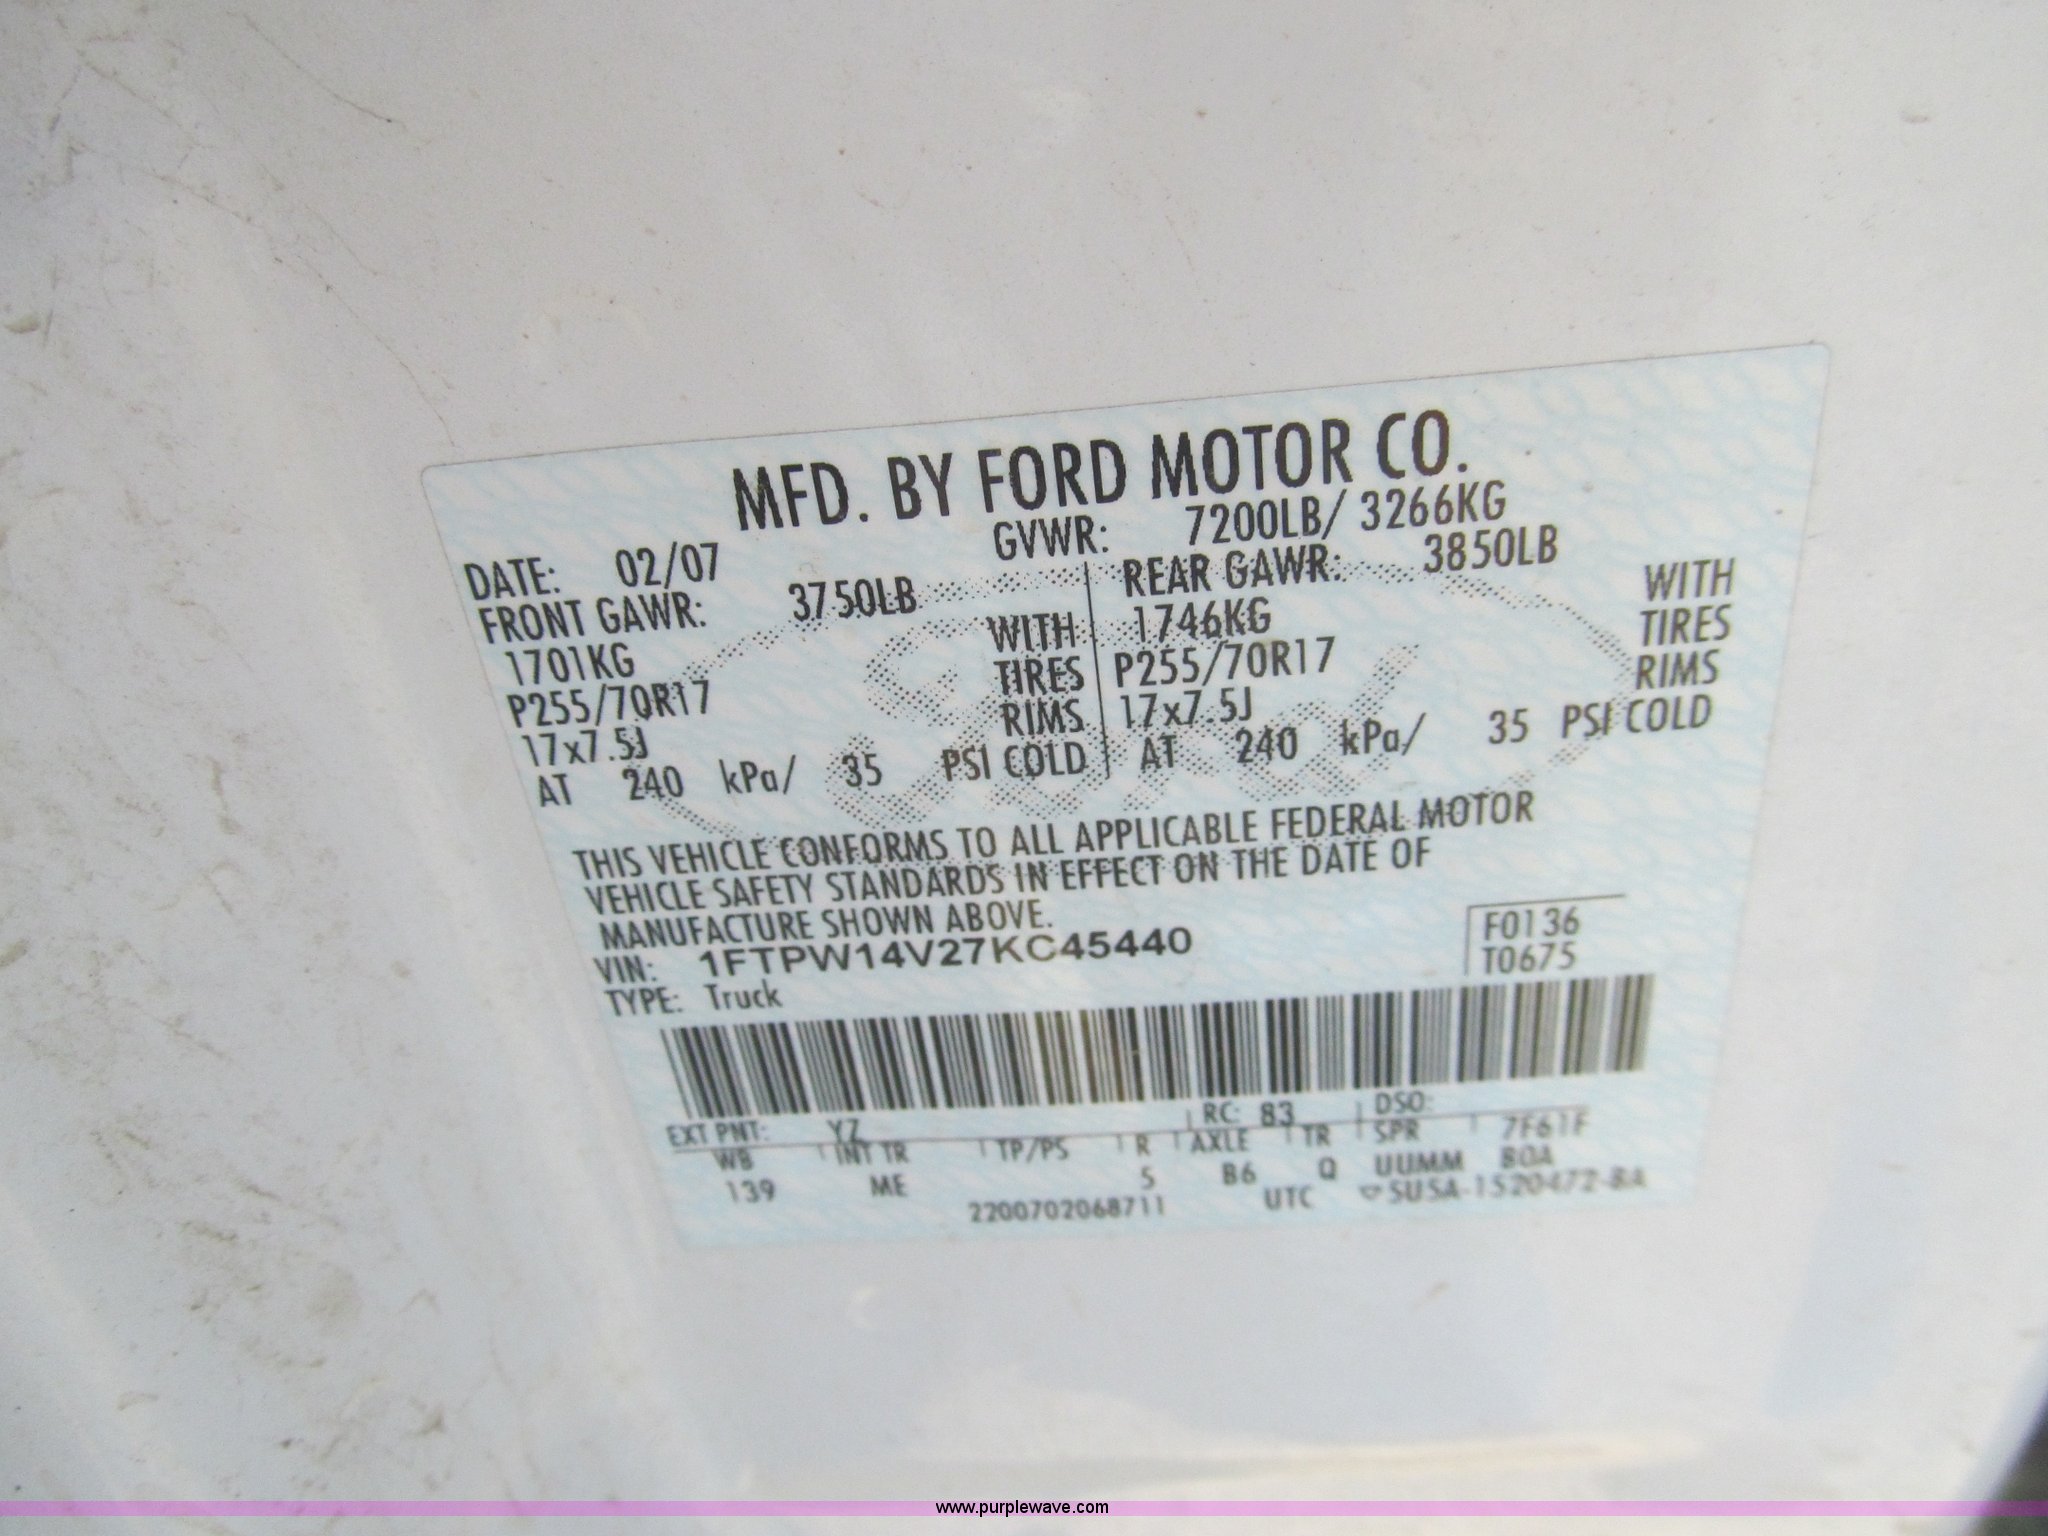 MFD. BY FORD MOTOR CO.
DATE: 02/07 GVWR: 7200LB/ 3266KG
FRONT GAWR: 3750LB REAR GAWR: 3850LB
1701KG WITH 1746KG WITH
P255/70R17 TIRES P255/70R17 TIRES
17x7.5J RIMS 17x7.5J RIMS
AT 240 kPa/ 35 PSI COLD AT 240 kPa/ 35 PSI COLD
THIS VEHICLE CONFORMS TO ALL APPLICABLE FEDERAL MOTOR
VEHICLE SAFETY STANDARDS IN EFFECT ON THE DATE OF
MANUFACTURE SHOWN ABOVE.
VIN: 1FTPW14V27KC45440 F0136
TYPE: Truck T0675
EXT PNT: YZ RC: 83 DSO:
WB INT TR TP/PS R AXLE TR SPR 7F61F
139 ME 5 B6 Q UUMM BOA
2200702068711 UTC SUSA-1520472-BA
Ford
www.purplewave.com